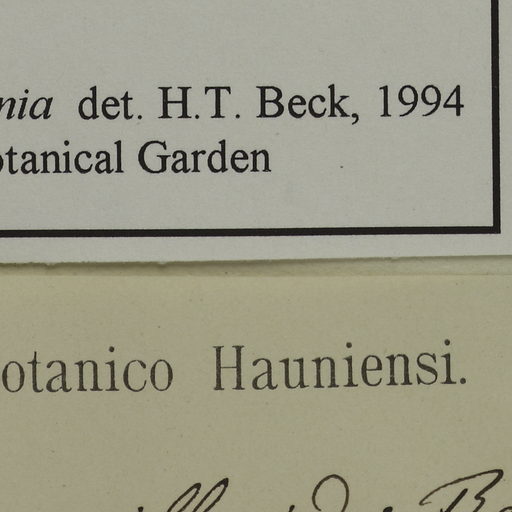 nia det. H.T. Beck, 1994
otanical Garden
otanico Hauniensi.